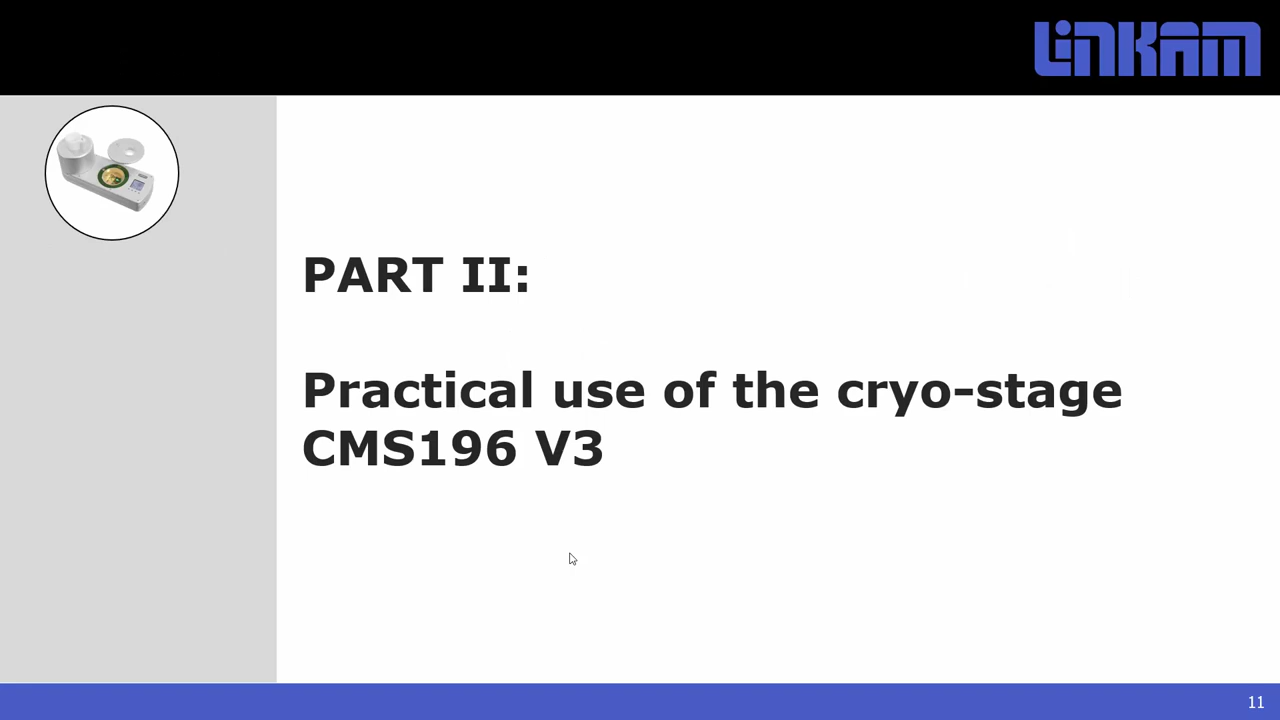 LINKAM
PART II:
Practical use of the cryo-stage
CMS196 V3
11